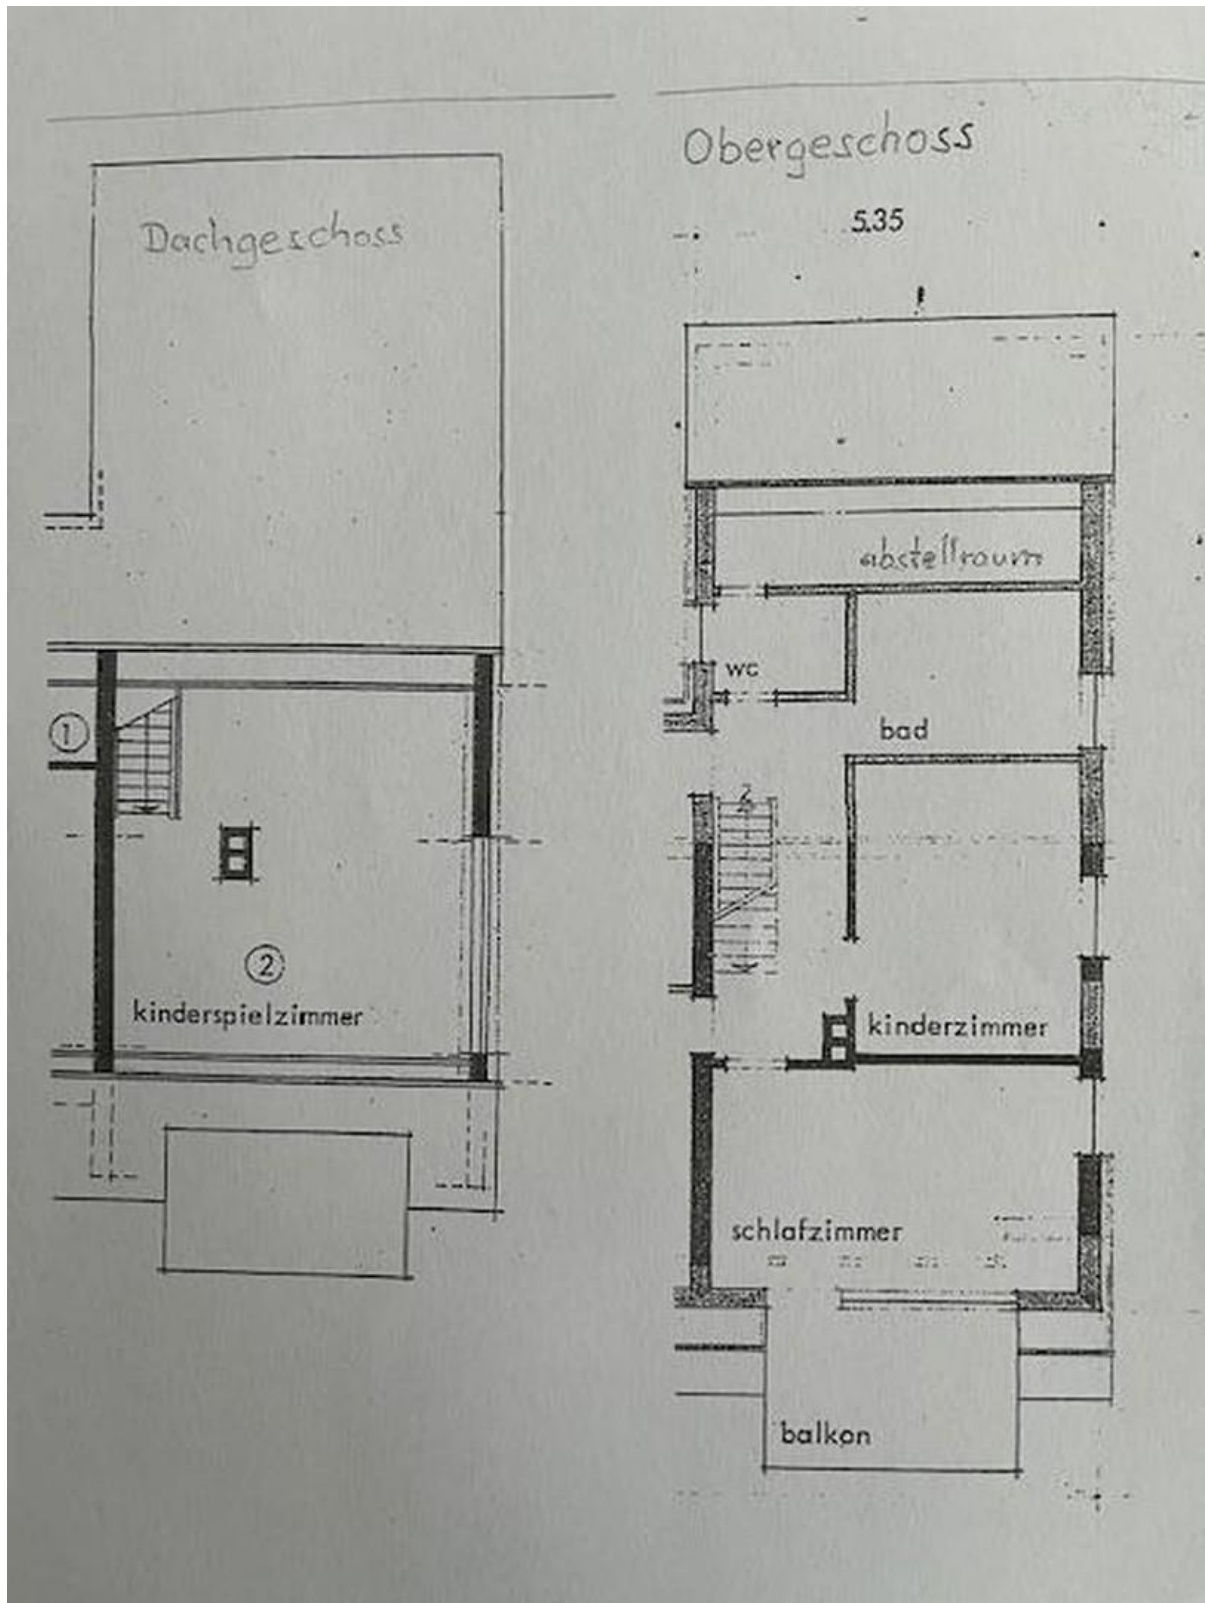 Dachgeschoss
1
2
kinderspielzimmer
Obergeschoss
5.35
abstellraum
wc
bad
kinderzimmer
schlafzimmer
balkon